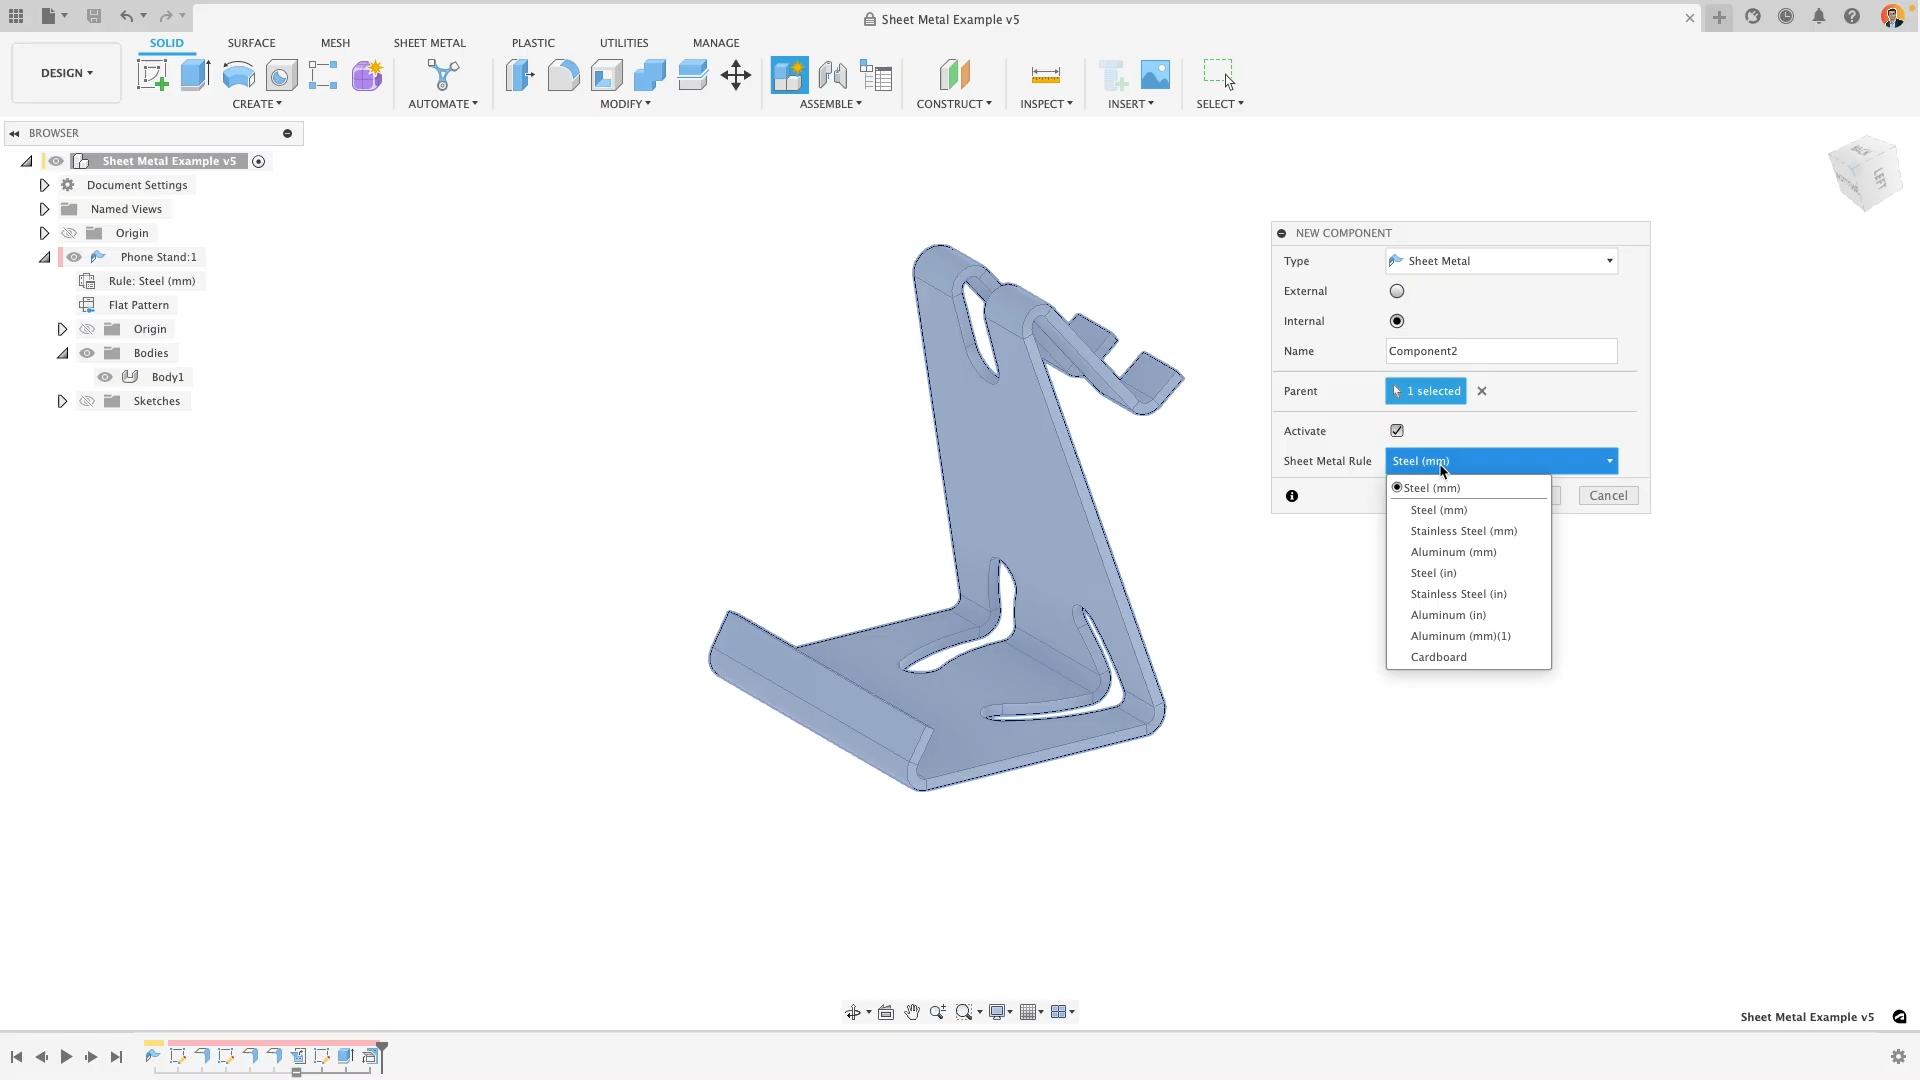 Sheet Metal Example v5
DESIGN
SOLID SURFACE MESH SHEET METAL PLASTIC UTILITIES MANAGE
CREATE AUTOMATE MODIFY ASSEMBLE CONSTRUCT INSPECT INSERT SELECT
BROWSER
Sheet Metal Example v5
Document Settings
Named Views
Origin
Phone Stand:1
Rule: Steel (mm)
Flat Pattern
Origin
Bodies
Body1
Sketches
BACK
LEFT
NEW COMPONENT
Type Sheet Metal
External
Internal
Name Component2
Parent 1 selected
Activate
Sheet Metal Rule Steel (mm)
Cancel
Steel (mm)
Steel (mm)
Stainless Steel (mm)
Aluminum (mm)
Steel (in)
Stainless Steel (in)
Aluminum (in)
Aluminum (mm)(1)
Cardboard
Sheet Metal Example v5